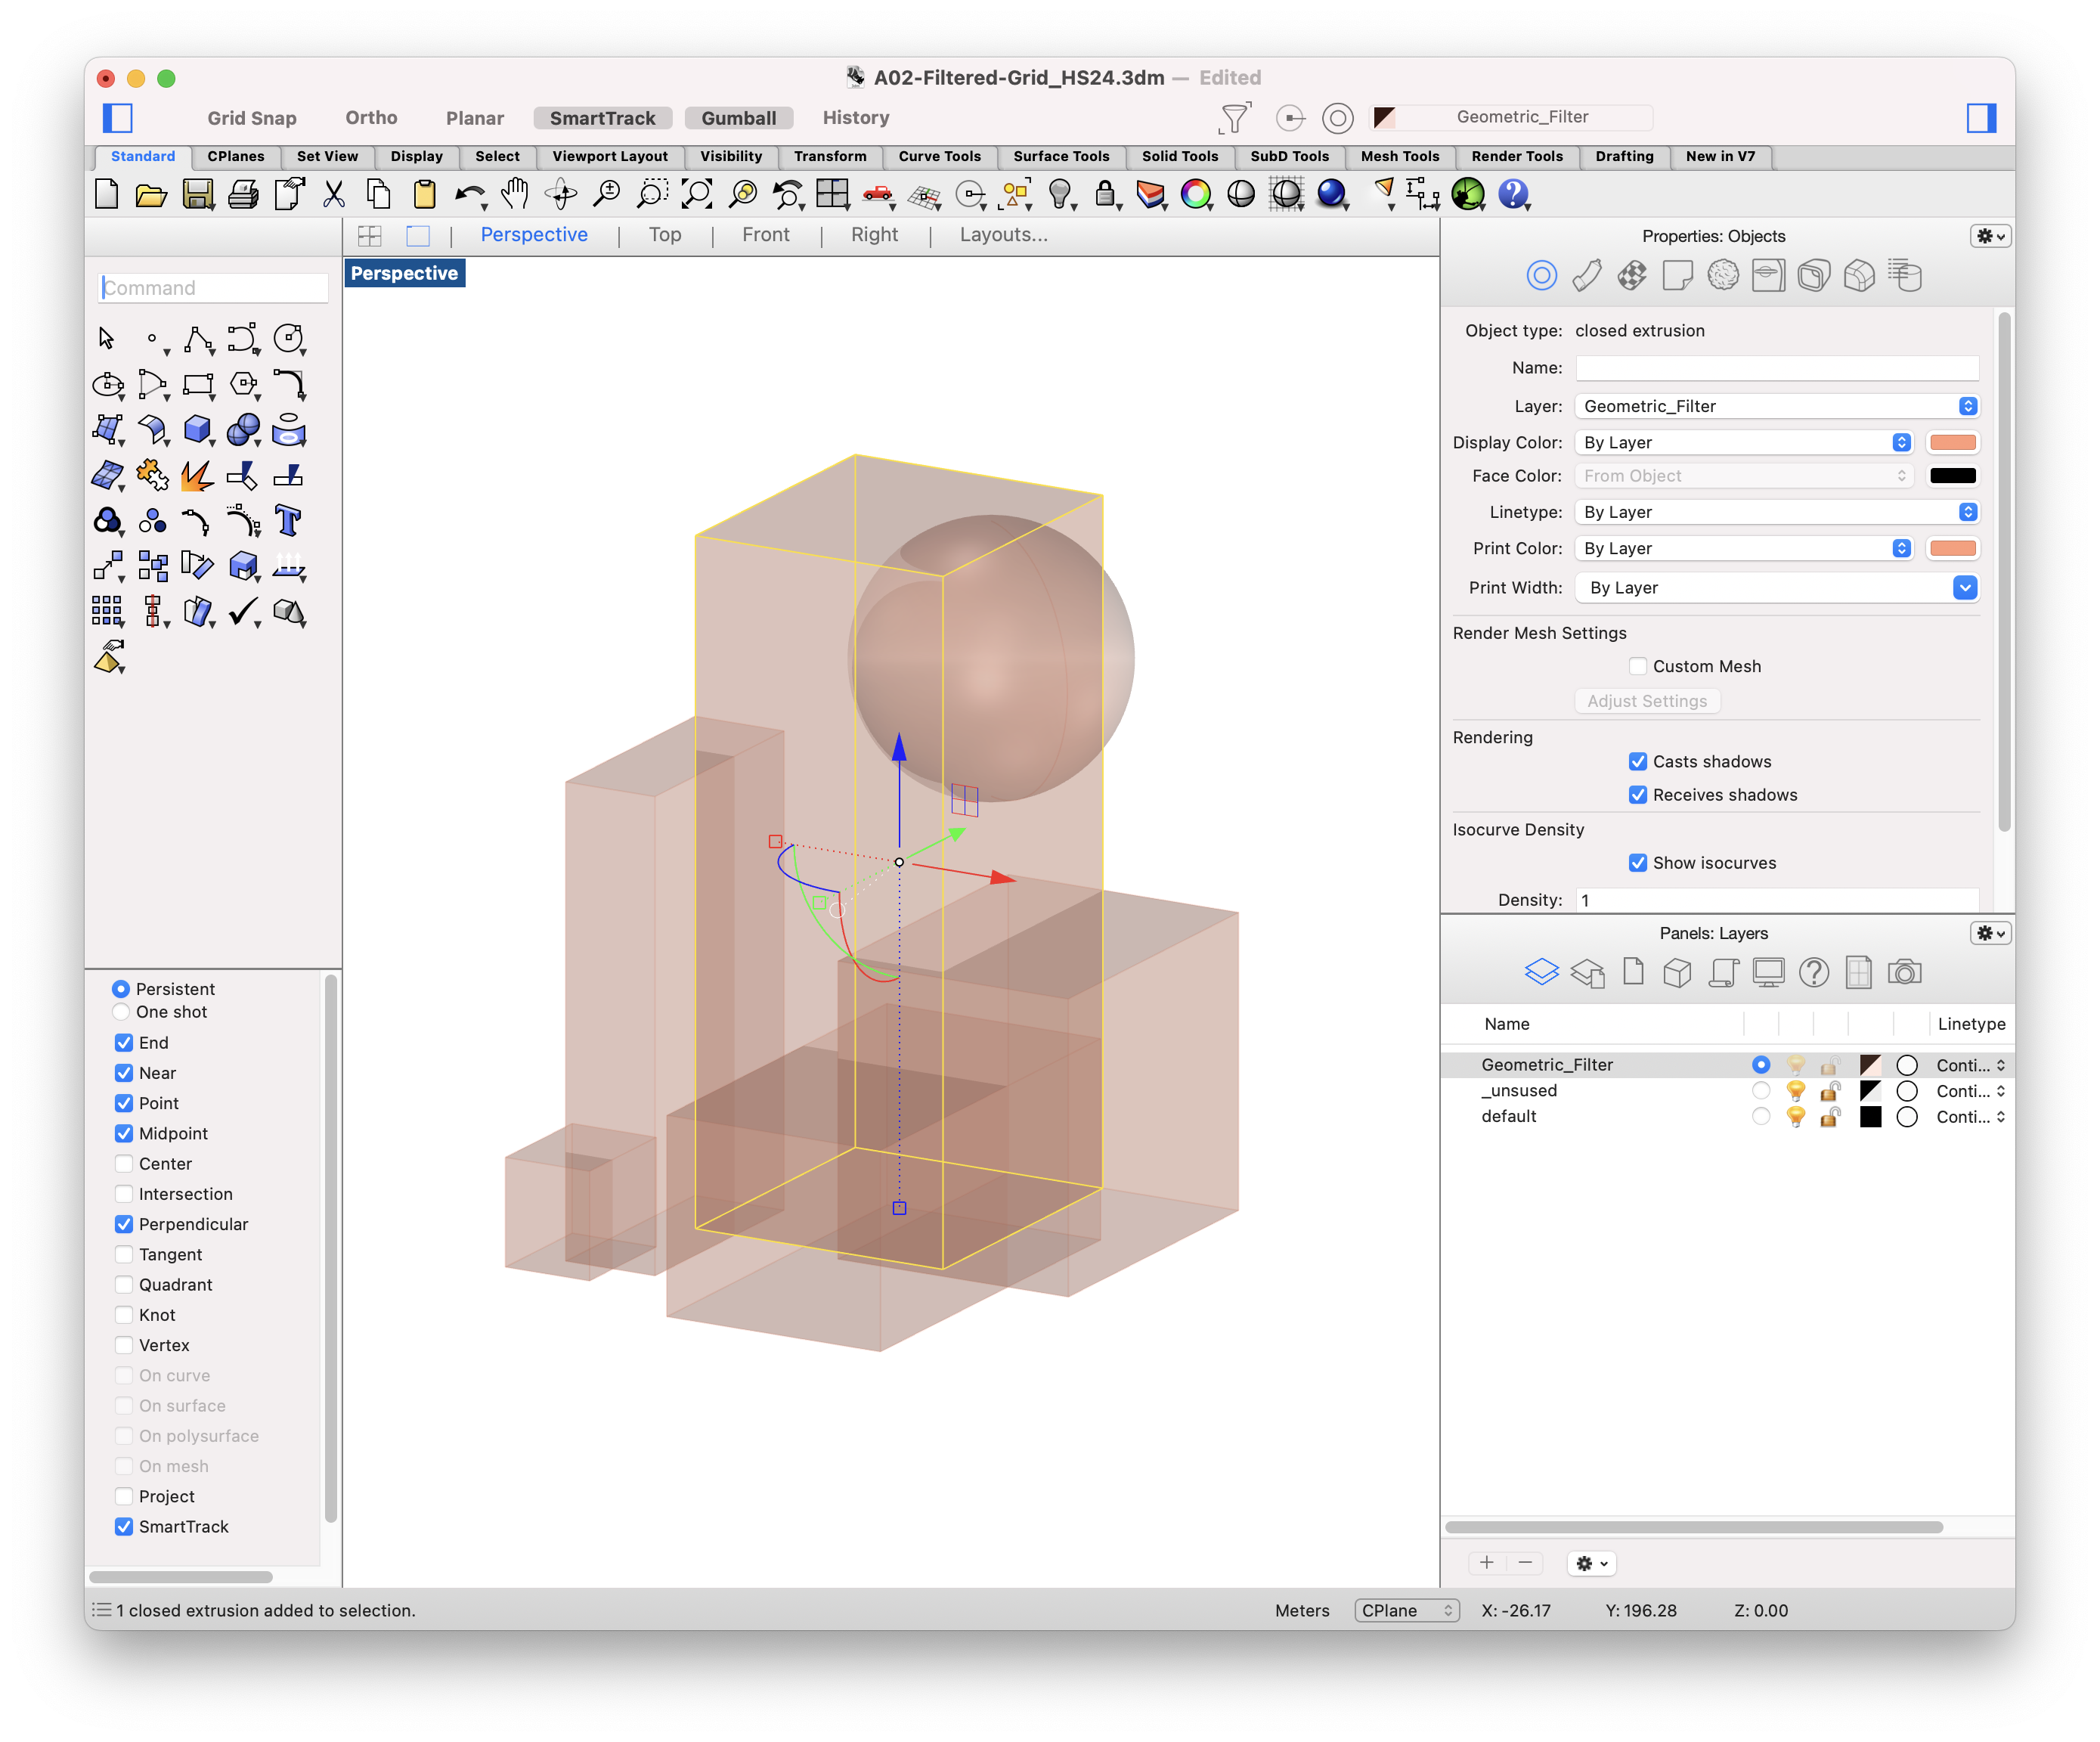 A02-Filtered-Grid_HS24.3dm — Edited
Grid Snap Ortho Planar SmartTrack Gumball History Geometric_Filter
Standard CPlanes Set View Display Select Viewport Layout Visibility Transform Curve Tools Surface Tools Solid Tools SubD Tools Mesh Tools Render Tools Drafting New in V7
Perspective | Top | Front | Right | Layouts...
Perspective
Command
Persistent
One shot
End
Near
Point
Midpoint
Center
Intersection
Perpendicular
Tangent
Quadrant
Knot
Vertex
On curve
On surface
On polysurface
On mesh
Project
SmartTrack
Properties: Objects
Object type: closed extrusion
Name:
Layer: Geometric_Filter
Display Color: By Layer
Face Color: From Object
Linetype: By Layer
Print Color: By Layer
Print Width: By Layer
Render Mesh Settings
Custom Mesh
Adjust Settings
Rendering
Casts shadows
Receives shadows
Isocurve Density
Show isocurves
Density: 1
Panels: Layers
Name Linetype
Geometric_Filter Conti...
_unsused Conti...
default Conti...
1 closed extrusion added to selection. Meters CPlane X: -26.17 Y: 196.28 Z: 0.00